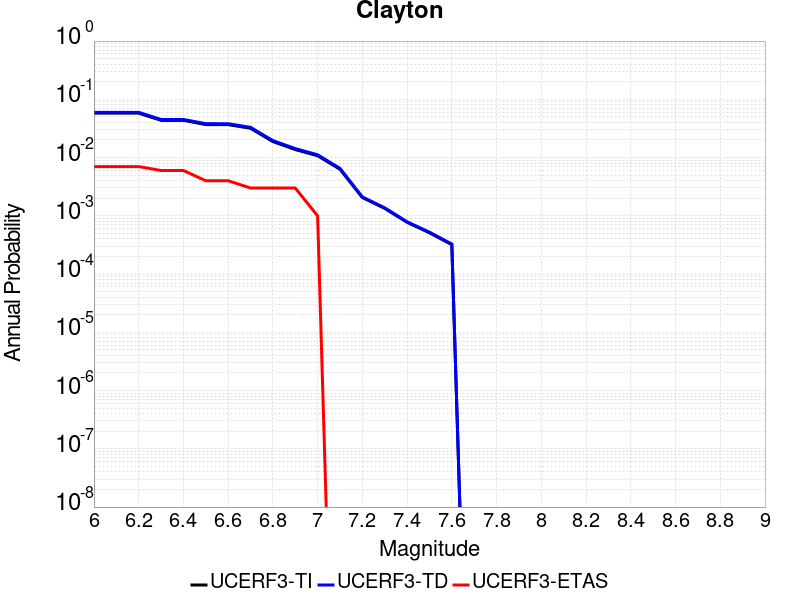 Clayton
10^0
10^-1
10^-2
10^-3
10^-4
10^-5
10^-6
10^-7
10^-8
Annual Probability
6 6.2 6.4 6.6 6.8 7 7.2 7.4 7.6 7.8 8 8.2 8.4 8.6 8.8 9
Magnitude
UCERF3-TI UCERF3-TD UCERF3-ETAS